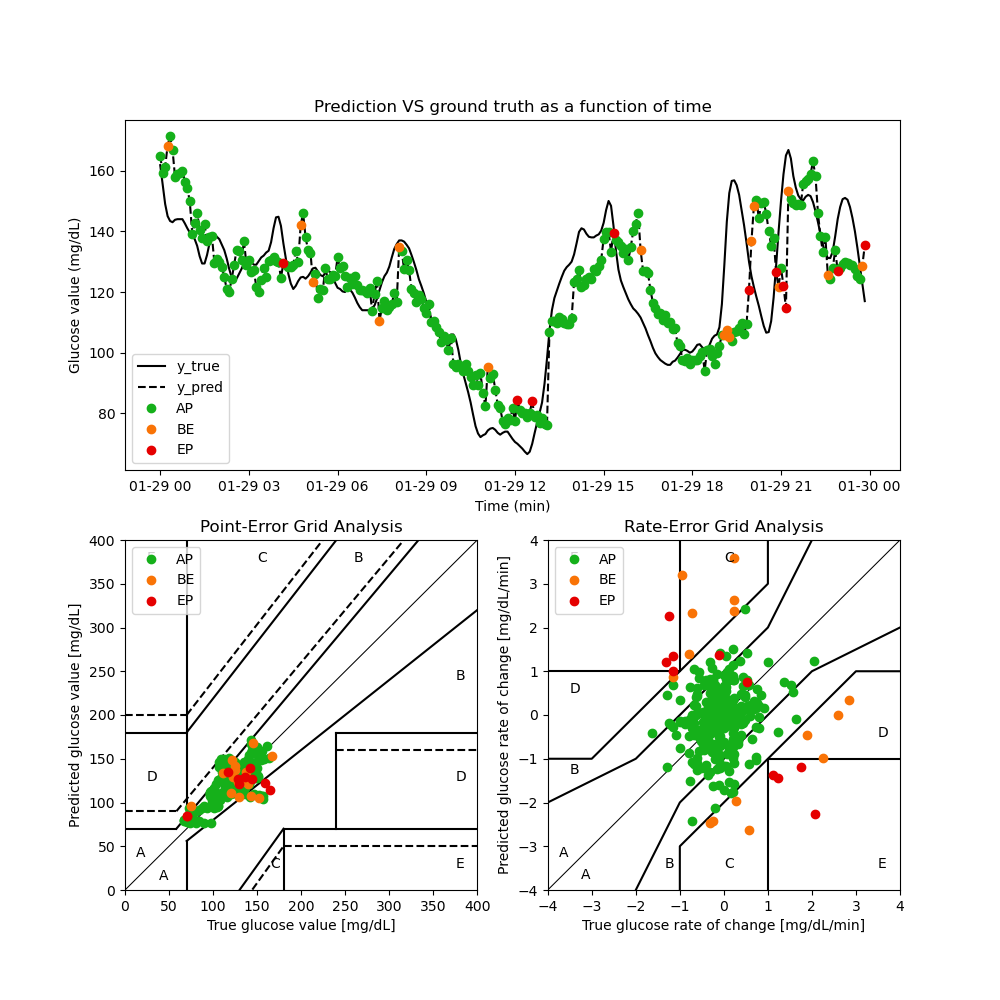 Prediction VS ground truth as a function of time
Glucose value (mg/dL)
160
140
120
100
80
y_true
y_pred
AP
BE
EP
01-29 00 01-29 03 01-29 06 01-29 09 01-29 12 01-29 15 01-29 18 01-29 21 01-30 00
Time (min)
Point-Error Grid Analysis
Predicted glucose value [mg/dL]
400
350
300
250
200
150
100
50
0
AP
BE
EP
C
B
B
D
D
A
A
C
E
0 50 100 150 200 250 300 350 400
True glucose value [mg/dL]
Rate-Error Grid Analysis
Predicted glucose rate of change [mg/dL/min]
4
3
2
1
0
−1
−2
−3
−4
AP
BE
EP
C
D
D
B
A
A
B
C
E
−4 −3 −2 −1 0 1 2 3 4
True glucose rate of change [mg/dL/min]